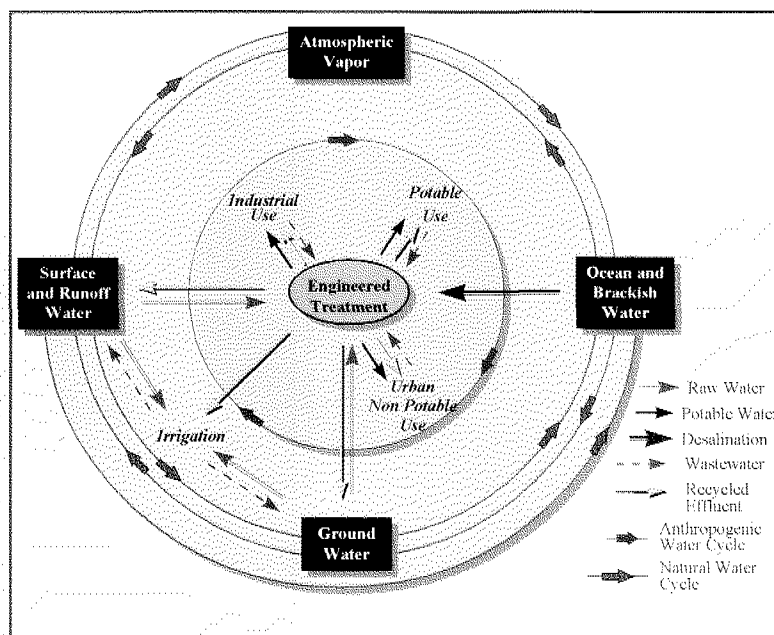 Atmospheric
Vapor
Industrial
Use
Potable
Use
Surface
and Runoff
Water
Engineered
Treatment
Ocean and
Brackish
Water
Urban
Non Potable
Use
Irrigation
Ground
Water
Raw Water
Potable Water
Desalination
Wastewater
Recycled
Effluent
Anthropogenic
Water Cycle
Natural Water
Cycle